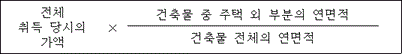 전체
취득 당시의
가액
×
건축물 중 주택 외 부분의 연면적
건축물 전체의 연면적